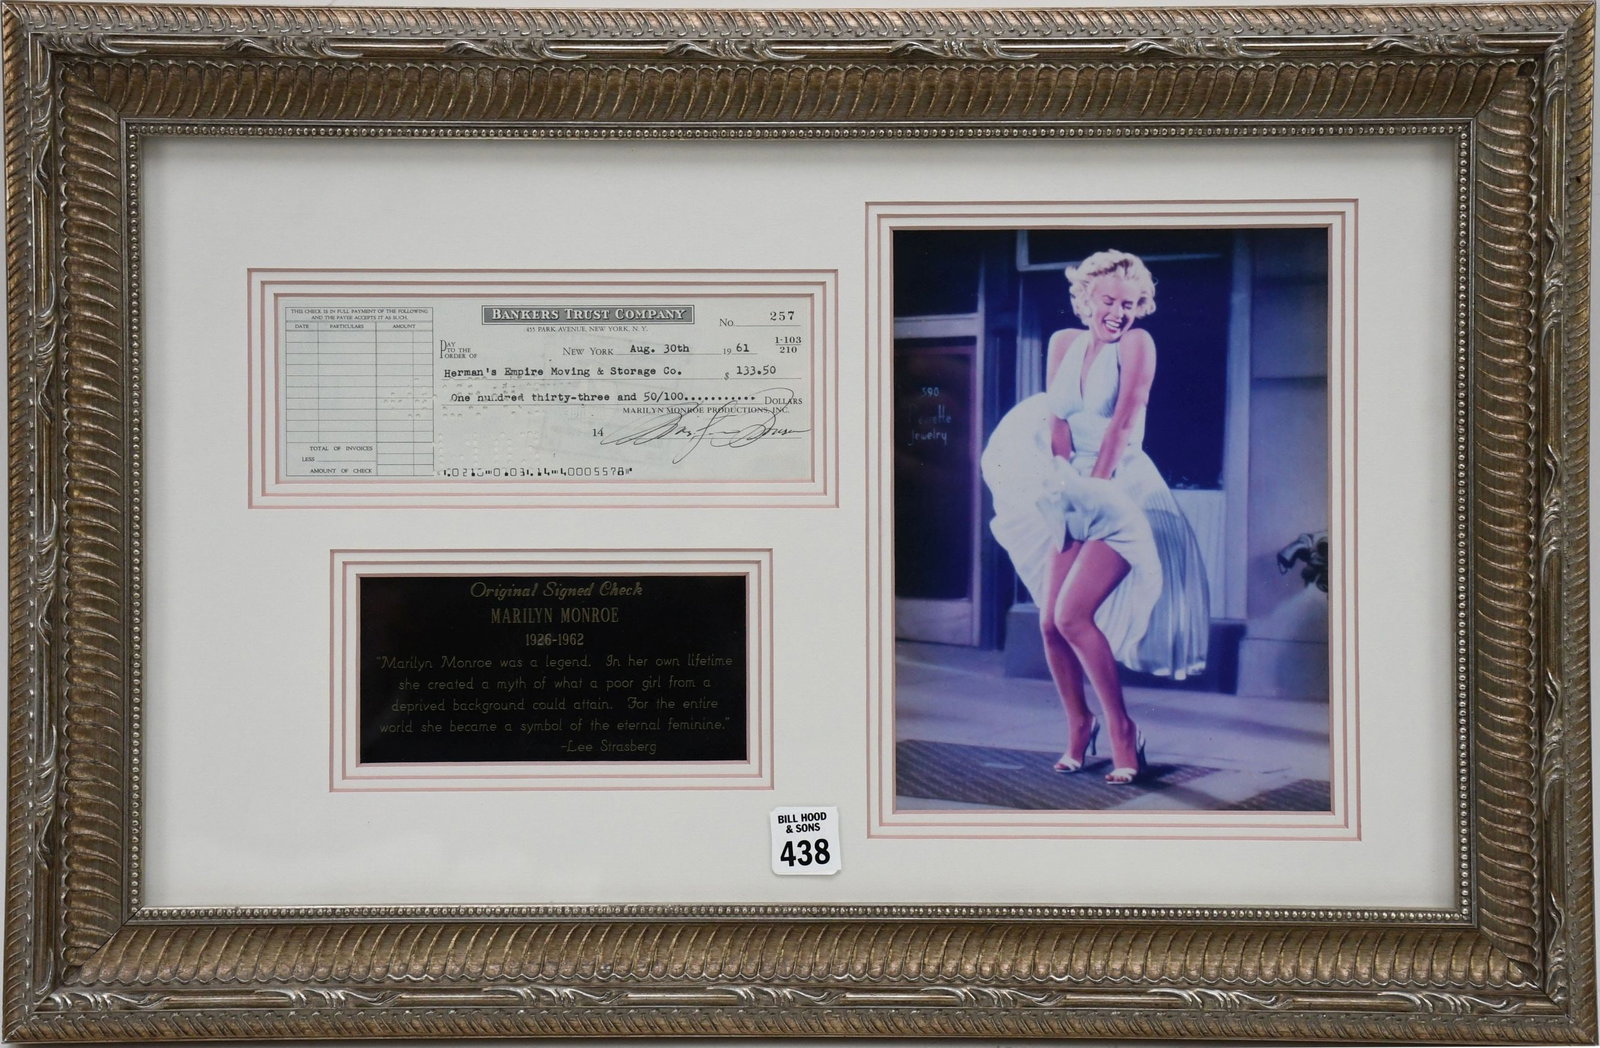 THIS CHECK IS IN FULL PAYMENT OF THE FOLLOWING
AND THE PAYEE ACCEPTS IT AS SUCH.
DATE PARTICULARS AMOUNT
TOTAL OF INVOICES
LESS
AMOUNT OF CHECK
BANKERS TRUST COMPANY
455 PARK AVENUE, NEW YORK, N. Y.
No. 257
PAY
TO THE
ORDER OF
NEW YORK Aug. 30th 19 61
1-103
210
Herman's Empire Moving & Storage Co. $ 133.50
One hundred thirty-three and 50/100........... DOLLARS
MARILYN MONROE PRODUCTIONS, INC.
14 Marilyn Monroe
Original Signed Check
MARILYN MONROE
1926-1962
"Marilyn Monroe was a legend. In her own lifetime
she created a myth of what a poor girl from a
deprived background could attain. For the entire
world she became a symbol of the eternal feminine."
-Lee Strasberg
BILL HOOD
& SONS
438
590
Jewelry